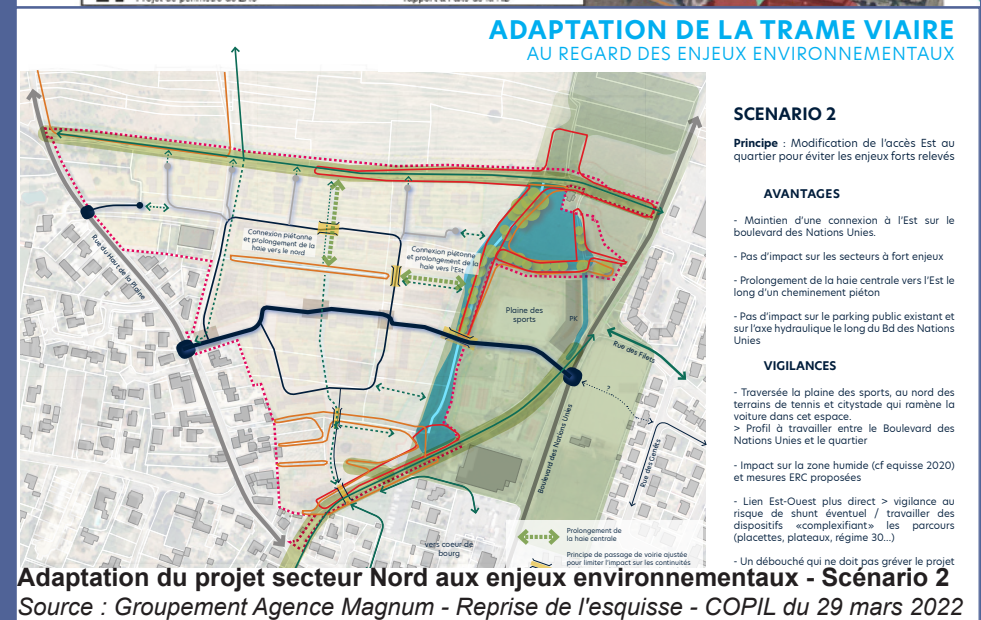 ADAPTATION DE LA TRAME VIAIRE
AU REGARD DES ENJEUX ENVIRONNEMENTAUX
SCENARIO 2
Principe : Modification de l'accès Est au
quartier pour éviter les enjeux forts relevés
AVANTAGES
- Maintien d'une connexion à l'Est sur le
boulevard des Nations Unies.
- Pas d'impact sur les secteurs à fort enjeux
- Prolongement de la haie centrale vers l'Est le
long d'un cheminement piéton
- Pas d'impact sur le parking public existant et
sur l'axe hydraulique le long du Bd des Nations
Unies
VIGILANCES
- Traversée la plaine des sports, au nord des
terrains de tennis et citystade qui ramène la
voiture dans cet espace.
> Profil à travailler entre le Boulevard des
Nations Unies et le quartier
- Impact sur la zone humide (cf equisse 2020)
et mesures ERC proposées
- Lien Est-Ouest plus direct > vigilance au
risque de shunt éventuel / travailler des
dispositifs «complexifiant» les parcours
(placettes, plateaux, régime 30...)
- Un débouché qui ne doit pas gréver le projet
Rue du Haut de la Plaine
Connexion piétonne
et prolongement de la
haie vers le nord
Connexion piétonne
et prolongement de la
haie vers l'Est
Plaine des
sports
PK
Rue des Filets
?
Boulevard des Nations Unies
Rue des Genêts
vers coeur de
bourg
Prolongement de
la haie centrale
Principe de passage de voirie ajustée
pour limiter l'impact sur les continuités
Adaptation du projet secteur Nord aux enjeux environnementaux - Scénario 2
Source : Groupement Agence Magnum - Reprise de l'esquisse - COPIL du 29 mars 2022